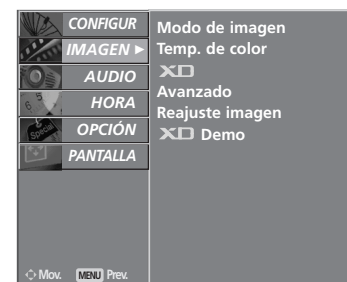 CONFIGUR
IMAGEN ►
AUDIO
HORA
OPCIÓN
PANTALLA
Modo de imagen
Temp. de color
XD
Avanzado
Reajuste imagen
XD Demo
Mov. MENU Prev.